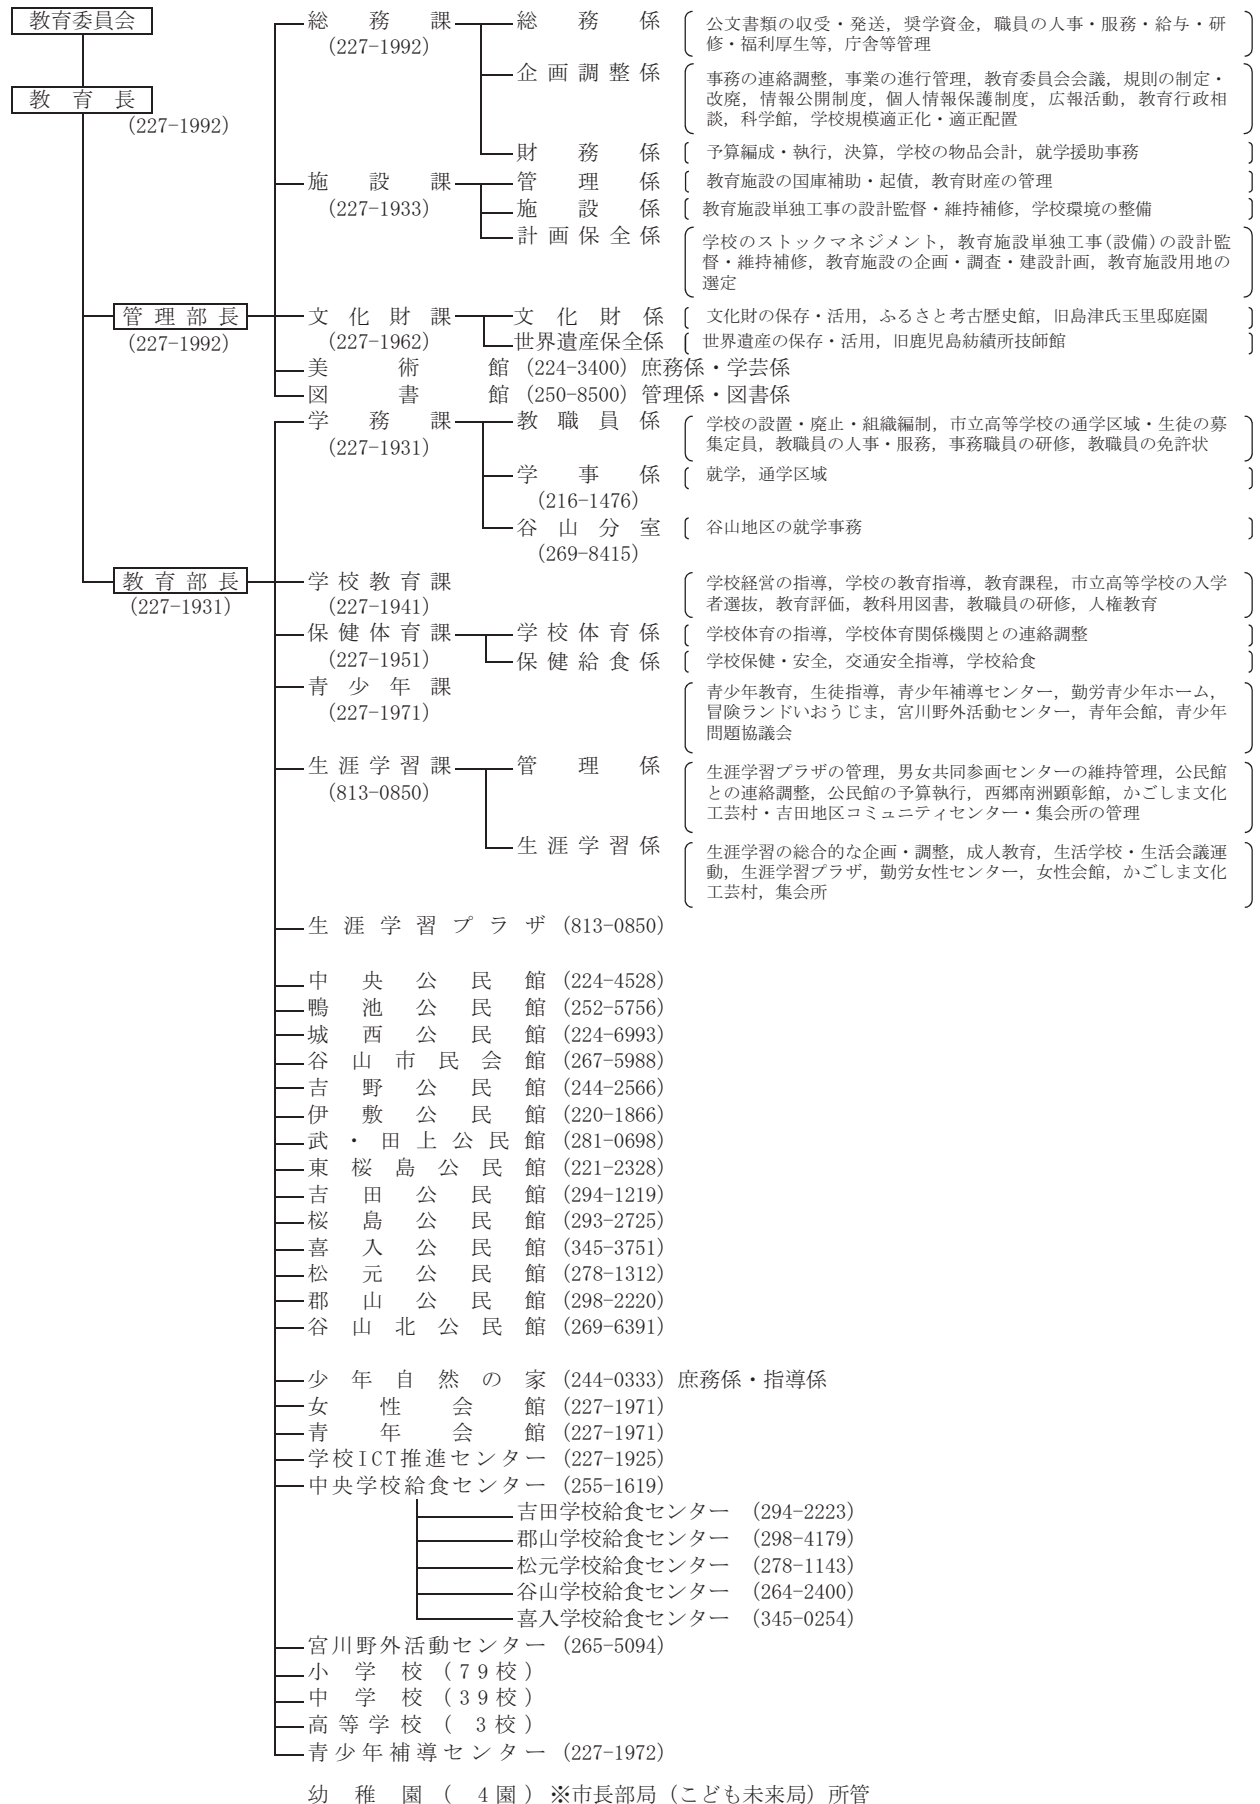 教育委員会
教育長
(227-1992)
管理部長
(227-1992)
総務課
(227-1992)
総務係
公文書類の収受・発送，奨学資金，職員の人事・服務・給与・研
修・福利厚生等，庁舎等管理
企画調整係
事務の連絡調整，事業の進行管理，教育委員会会議，規則の制定・
改廃，情報公開制度，個人情報保護制度，広報活動，教育行政相
談，科学館，学校規模適正化・適正配置
財務係
予算編成・執行，決算，学校の物品会計，就学援助事務
施設課
(227-1933)
管理係
教育施設の国庫補助・起債，教育財産の管理
施設係
教育施設単独工事の設計監督・維持補修，学校環境の整備
計画保全係
学校のストックマネジメント，教育施設単独工事(設備)の設計監
督・維持補修，教育施設の企画・調査・建設計画，教育施設用地の
選定
文化財課
(227-1962)
文化財係
文化財の保存・活用，ふるさと考古歴史館，旧島津氏玉里邸庭園
世界遺産保全係
世界遺産の保存・活用，旧鹿児島紡績所技師館
美術館 (224-3400) 庶務係・学芸係
図書館 (250-8500) 管理係・図書係
教育部長
(227-1931)
学務課
(227-1931)
教職員係
学校の設置・廃止・組織編制，市立高等学校の通学区域・生徒の募
集定員，教職員の人事・服務，事務職員の研修，教職員の免許状
学事係
(216-1476)
就学，通学区域
谷山分室
(269-8415)
谷山地区の就学事務
学校教育課
(227-1941)
学校経営の指導，学校の教育指導，教育課程，市立高等学校の入学
者選抜，教育評価，教科用図書，教職員の研修，人権教育
保健体育課
(227-1951)
学校体育係
学校体育の指導，学校体育関係機関との連絡調整
保健給食係
学校保健・安全，交通安全指導，学校給食
青少年課
(227-1971)
青少年教育，生徒指導，青少年補導センター，勤労青少年ホーム，
冒険ランドいおうじま，宮川野外活動センター，青年会館，青少年
問題協議会
生涯学習課
(813-0850)
管理係
生涯学習プラザの管理，男女共同参画センターの維持管理，公民館
との連絡調整，公民館の予算執行，西郷南洲顕彰館，かごしま文化
工芸村・吉田地区コミュニティセンター・集会所の管理
生涯学習係
生涯学習の総合的な企画・調整，成人教育，生活学校・生活会議運
動，生涯学習プラザ，勤労女性センター，女性会館，かごしま文化
工芸村，集会所
生涯学習プラザ (813-0850)
中央公民館 (224-4528)
鴨池公民館 (252-5756)
城西公民館 (224-6993)
谷山市民会館 (267-5988)
吉野公民館 (244-2566)
伊敷公民館 (220-1866)
武・田上公民館 (281-0698)
東桜島公民館 (221-2328)
吉田公民館 (294-1219)
桜島公民館 (293-2725)
喜入公民館 (345-3751)
松元公民館 (278-1312)
郡山公民館 (298-2220)
谷山北公民館 (269-6391)
少年自然の家 (244-0333) 庶務係・指導係
女性会館 (227-1971)
青年会館 (227-1971)
学校ICT推進センター (227-1925)
中央学校給食センター (255-1619)
吉田学校給食センター (294-2223)
郡山学校給食センター (298-4179)
松元学校給食センター (278-1143)
谷山学校給食センター (264-2400)
喜入学校給食センター (345-0254)
宮川野外活動センター (265-5094)
小学校 (79校)
中学校 (39校)
高等学校 ( 3校)
青少年補導センター (227-1972)
幼稚園 ( 4園) ※市長部局（こども未来局）所管